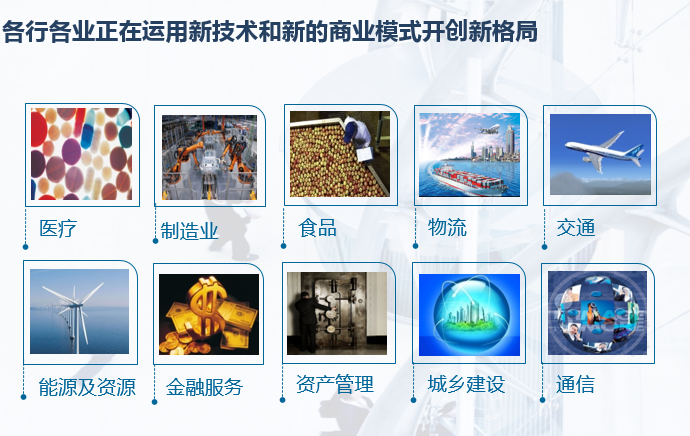 各行各业正在运用新技术和新的商业模式开创新格局
医疗
制造业
食品
物流
交通
能源及资源
金融服务
资产管理
城乡建设
通信